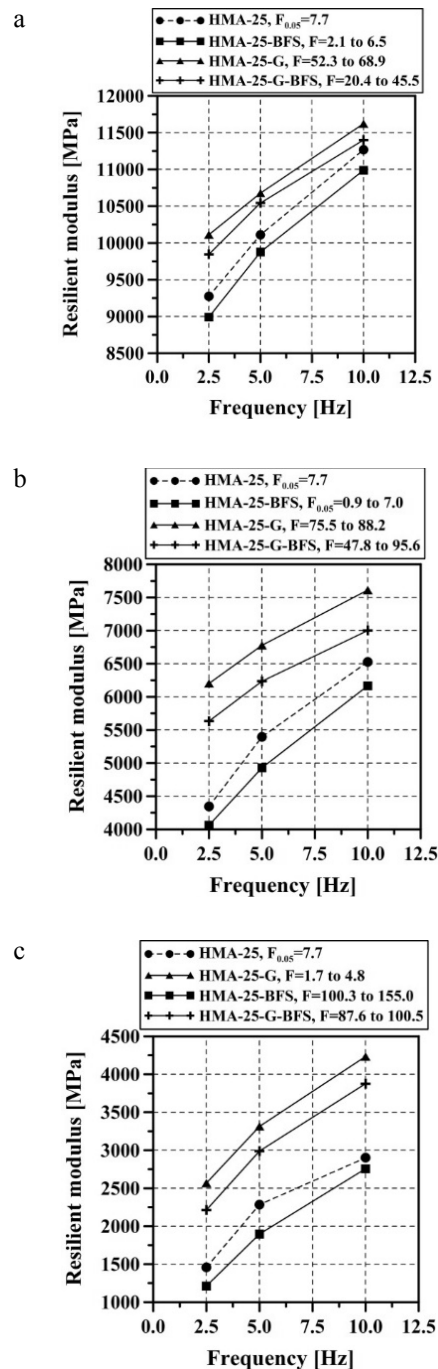 a
HMA-25, F0.05=7.7
HMA-25-BFS, F=2.1 to 6.5
HMA-25-G, F=52.3 to 68.9
HMA-25-G-BFS, F=20.4 to 45.5
12000
11500
11000
10500
10000
9500
9000
8500
Resilient modulus [MPa]
0.0 2.5 5.0 7.5 10.0 12.5
Frequency [Hz]
b
HMA-25, F0.05=7.7
HMA-25-BFS, F0.05=0.9 to 7.0
HMA-25-G, F=75.5 to 88.2
HMA-25-G-BFS, F=47.8 to 95.6
8000
7500
7000
6500
6000
5500
5000
4500
4000
Resilient modulus [MPa]
0.0 2.5 5.0 7.5 10.0 12.5
Frequency [Hz]
c
HMA-25, F0.05=7.7
HMA-25-G, F=1.7 to 4.8
HMA-25-BFS, F=100.3 to 155.0
HMA-25-G-BFS, F=87.6 to 100.5
4500
4000
3500
3000
2500
2000
1500
1000
Resilient modulus [MPa]
0.0 2.5 5.0 7.5 10.0 12.5
Frequency [Hz]